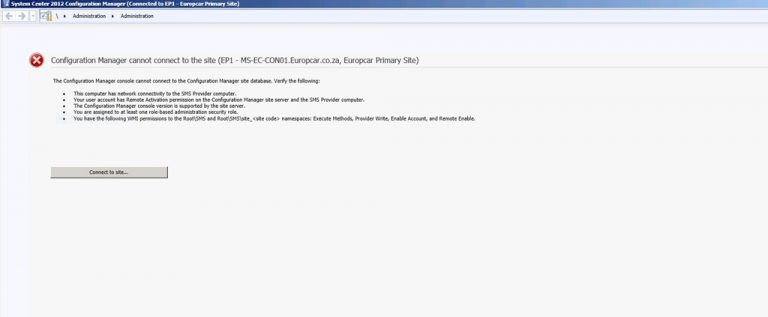 System Center 2012 Configuration Manager (Connected to EP1 - Europcar Primary Site)
\ ▸ Administration ▸ Administration
Configuration Manager cannot connect to the site (EP1 - MS-EC-CON01.Europcar.co.za, Europcar Primary Site)
The Configuration Manager console cannot connect to the Configuration Manager site database. Verify the following:
• This computer has network connectivity to the SMS Provider computer.
• Your user account has Remote Activation permission on the Configuration Manager site server and the SMS Provider computer.
• The Configuration Manager console version is supported by the site server.
• You are assigned to at least one role-based administration security role.
• You have the following WMI permissions to the Root\SMS and Root\SMS\site_<site code> namespaces: Execute Methods, Provider Write, Enable Account, and Remote Enable.
Connect to site...